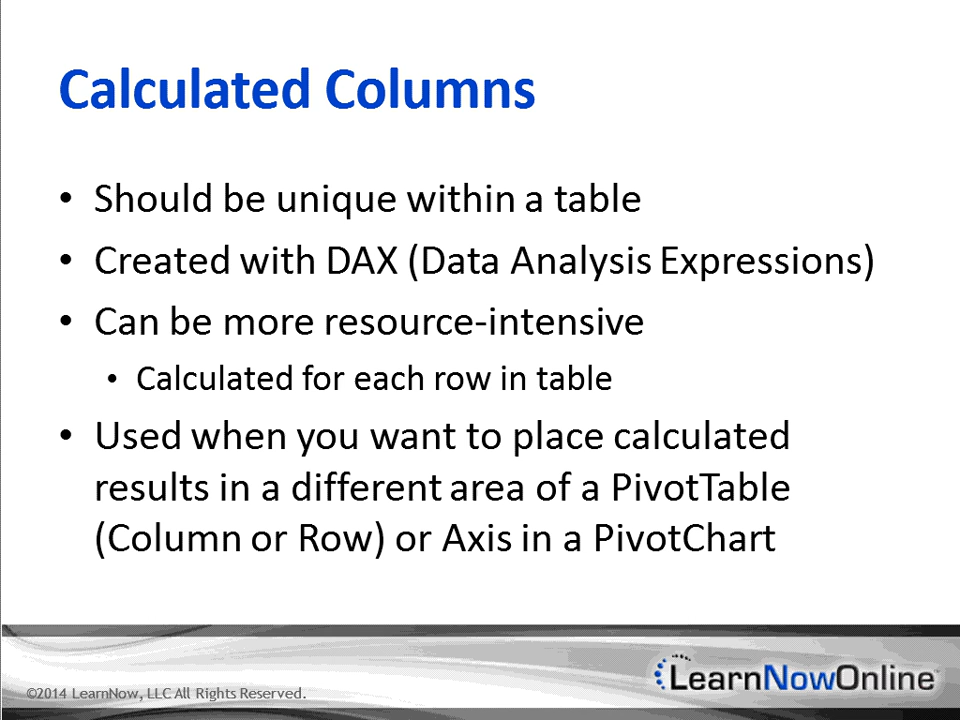 Calculated Columns
• Should be unique within a table
• Created with DAX (Data Analysis Expressions)
• Can be more resource-intensive
• Calculated for each row in table
• Used when you want to place calculated
results in a different area of a PivotTable
(Column or Row) or Axis in a PivotChart
©2014 LearnNow, LLC All Rights Reserved.
LearnNowOnline